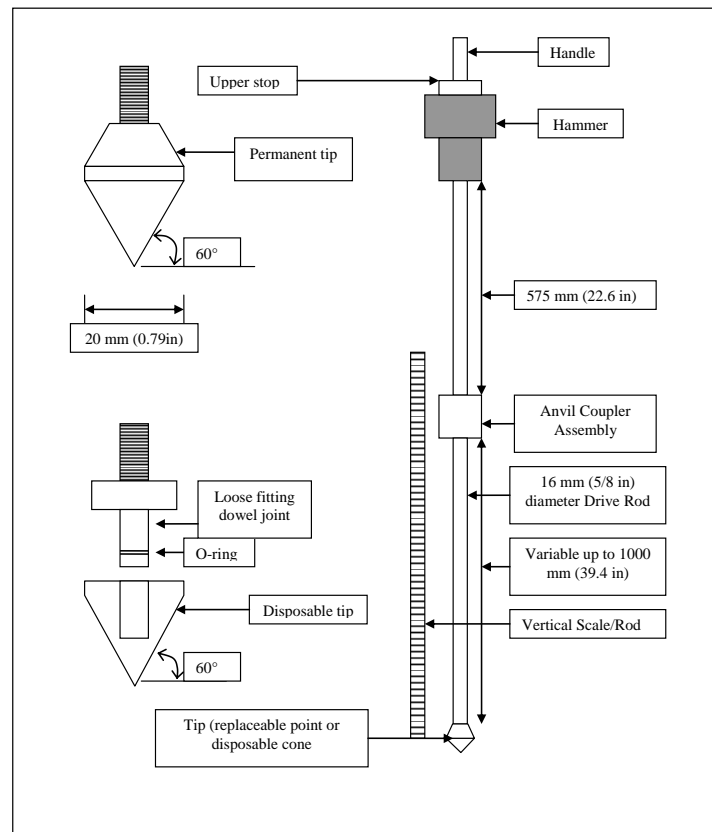 Handle
Upper stop
Hammer
Permanent tip
60°
575 mm (22.6 in)
20 mm (0.79in)
Anvil Coupler
Assembly
Loose fitting
dowel joint
16 mm (5/8 in)
diameter Drive Rod
O-ring
Variable up to 1000
mm (39.4 in)
Disposable tip
Vertical Scale/Rod
60°
Tip (replaceable point or
disposable cone